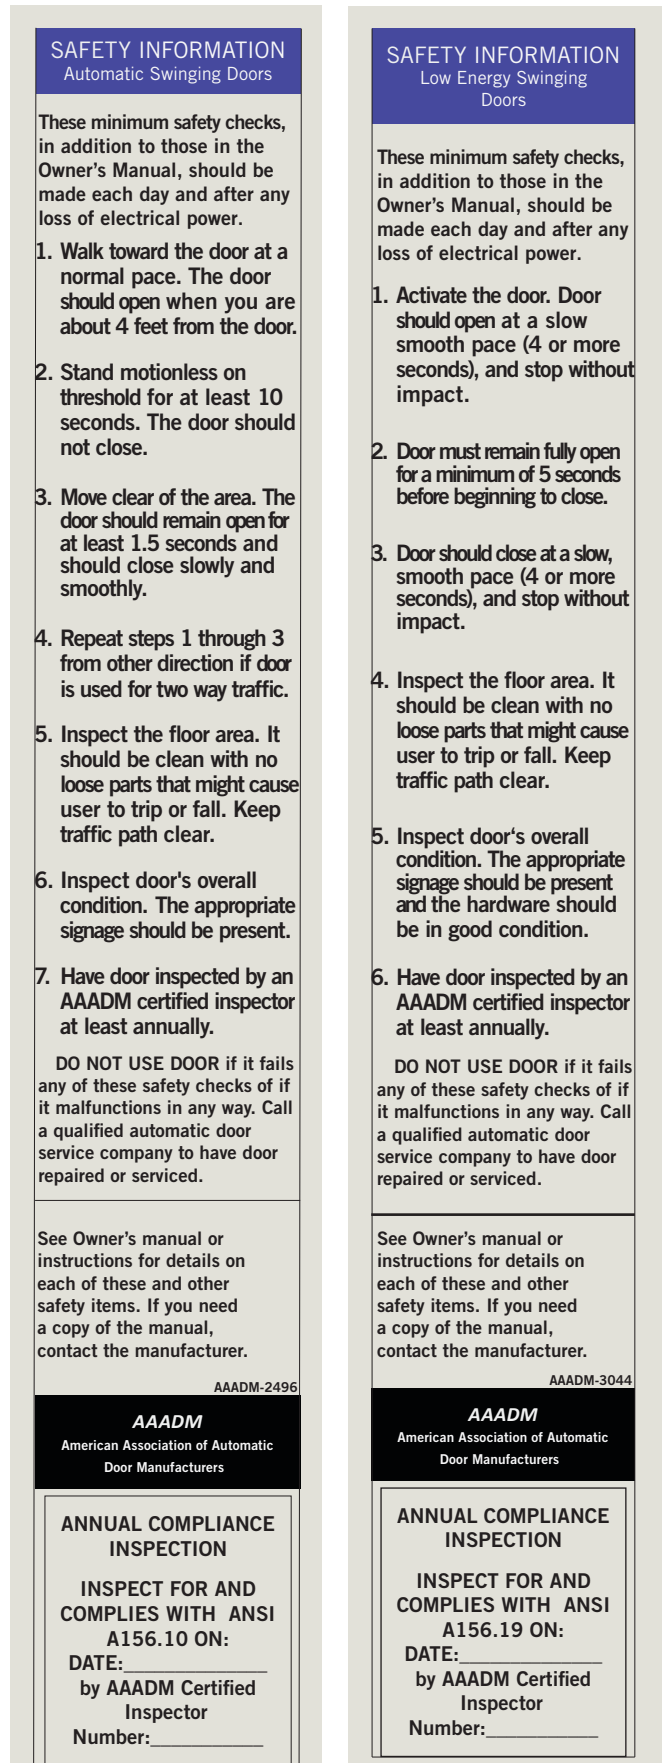 SAFETY INFORMATION
Automatic Swinging Doors
These minimum safety checks,
in addition to those in the
Owner's Manual, should be
made each day and after any
loss of electrical power.
1. Walk toward the door at a
normal pace. The door
should open when you are
about 4 feet from the door.
2. Stand motionless on
threshold for at least 10
seconds. The door should
not close.
3. Move clear of the area. The
door should remain open for
at least 1.5 seconds and
should close slowly and
smoothly.
4. Repeat steps 1 through 3
from other direction if door
is used for two way traffic.
5. Inspect the floor area. It
should be clean with no
loose parts that might cause
user to trip or fall. Keep
traffic path clear.
6. Inspect door's overall
condition. The appropriate
signage should be present.
7. Have door inspected by an
AAADM certified inspector
at least annually.
DO NOT USE DOOR if it fails
any of these safety checks of if
it malfunctions in any way. Call
a qualified automatic door
service company to have door
repaired or serviced.
See Owner's manual or
instructions for details on
each of these and other
safety items. If you need
a copy of the manual,
contact the manufacturer.
AAADM-2496
AAADM
American Association of Automatic
Door Manufacturers
ANNUAL COMPLIANCE
INSPECTION
INSPECT FOR AND
COMPLIES WITH ANSI
A156.10 ON:
DATE:______________
by AAADM Certified
Inspector
Number:___________
SAFETY INFORMATION
Low Energy Swinging
Doors
These minimum safety checks,
in addition to those in the
Owner's Manual, should be
made each day and after any
loss of electrical power.
1. Activate the door. Door
should open at a slow
smooth pace (4 or more
seconds), and stop without
impact.
2. Door must remain fully open
for a minimum of 5 seconds
before beginning to close.
3. Door should close at a slow,
smooth pace (4 or more
seconds), and stop without
impact.
4. Inspect the floor area. It
should be clean with no
loose parts that might cause
user to trip or fall. Keep
traffic path clear.
5. Inspect door‘s overall
condition. The appropriate
signage should be present
and the hardware should
be in good condition.
6. Have door inspected by an
AAADM certified inspector
at least annually.
DO NOT USE DOOR if it fails
any of these safety checks of if
it malfunctions in any way. Call
a qualified automatic door
service company to have door
repaired or serviced.
See Owner's manual or
instructions for details on
each of these and other
safety items. If you need
a copy of the manual,
contact the manufacturer.
AAADM-3044
AAADM
American Association of Automatic
Door Manufacturers
ANNUAL COMPLIANCE
INSPECTION
INSPECT FOR AND
COMPLIES WITH ANSI
A156.19 ON:
DATE:______________
by AAADM Certified
Inspector
Number:___________